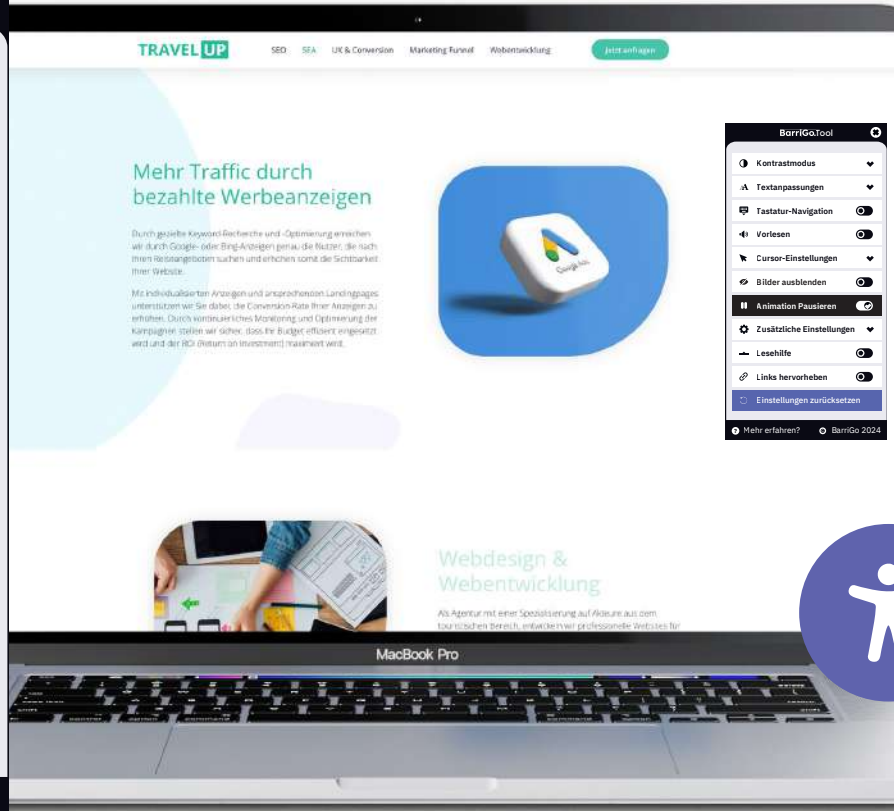 TRAVEL UP
SEO SEA UX & Conversion Marketing Funnel Webentwicklung Jetzt anfragen
Mehr Traffic durch
bezahlte Werbeanzeigen
Durch gezielte Keyword-Recherche und -Optimierung erreichen
wir durch Google- oder Bing-Anzeigen genau die Nutzer, die nach
Ihren Reiseangeboten suchen und erhöhen somit die Sichtbarkeit
Ihrer Website.
Mit individualisierten Anzeigen und ansprechenden Landingpages
unterstützen wir Sie dabei, die Conversion-Rate Ihrer Anzeigen zu
erhöhen. Durch kontinuierliches Monitoring und Optimierung der
Kampagnen stellen wir sicher, dass Ihr Budget effizient eingesetzt
wird und der ROI (Return on Investment) maximiert wird.
Google Ads
BarriGo.Tool
Kontrastmodus
Textanpassungen
Tastatur-Navigation
Vorlesen
Cursor-Einstellungen
Bilder ausblenden
Animation Pausieren
Zusätzliche Einstellungen
Lesehilfe
Links hervorheben
Einstellungen zurücksetzen
Mehr erfahren? BarriGo 2024
Webdesign &
Webentwicklung
Als Agentur mit einer Spezialisierung auf Akteure aus dem
touristischen Bereich, entwickeln wir professionelle Websites für
MacBook Pro